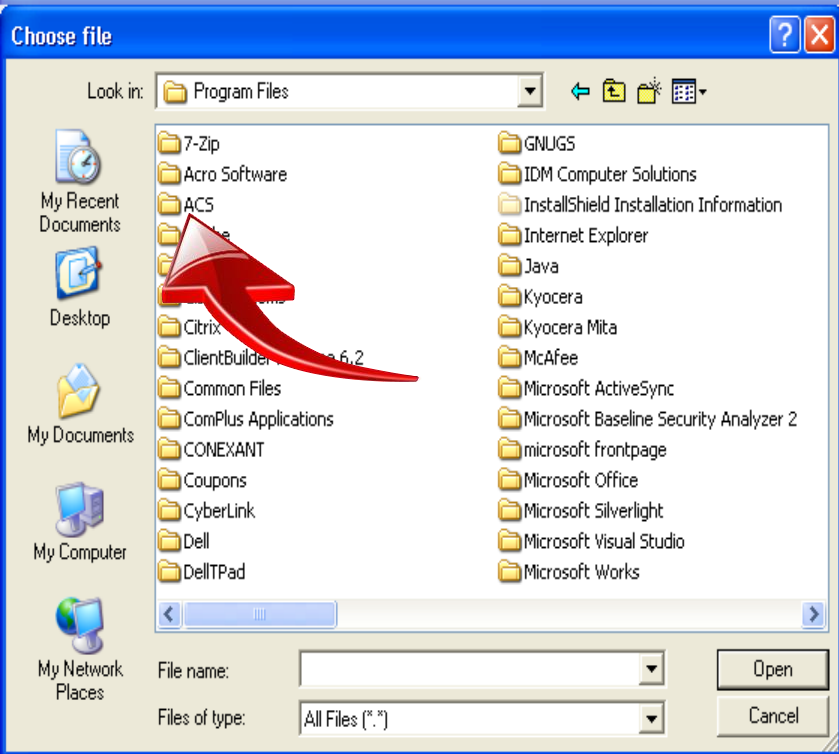 Choose file
Look in:
Program Files
My Recent
Documents
Desktop
My Documents
My Computer
My Network
Places
7-Zip
Acro Software
ACS
Citrix
ClientBuilder
6.2
Common Files
ComPlus Applications
CONEXANT
Coupons
CyberLink
Dell
DellTPad
GNUGS
IDM Computer Solutions
InstallShield Installation Information
Internet Explorer
Java
Kyocera
Kyocera Mita
McAfee
Microsoft ActiveSync
Microsoft Baseline Security Analyzer 2
microsoft frontpage
Microsoft Office
Microsoft Silverlight
Microsoft Visual Studio
Microsoft Works
File name:
Open
Files of type:
All Files (*.*)
Cancel